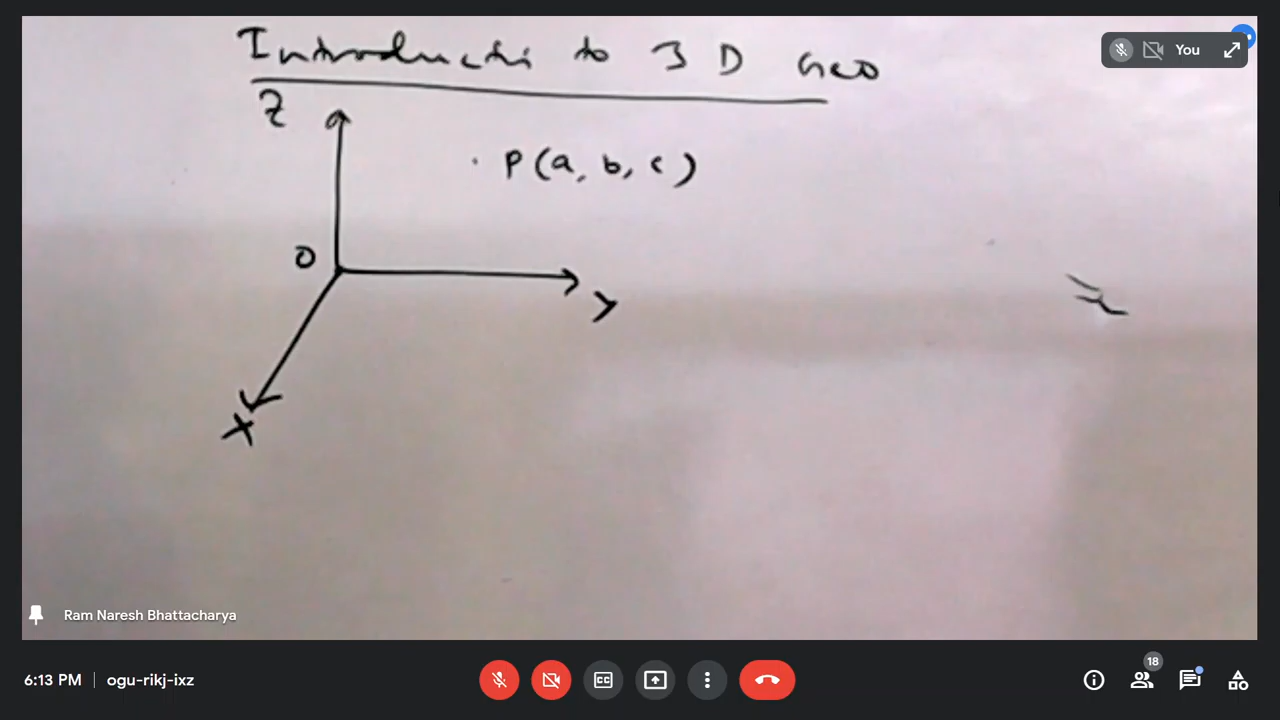 Introducti to 3 D Geo
You
Z
P(a, b, c)
O
Y
X
Ram Naresh Bhattacharya
6:13 PM
ogu-rikj-ixz
18